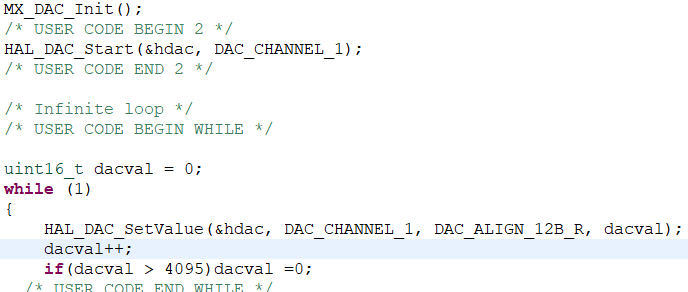 MX_DAC_Init();
/* USER CODE BEGIN 2 */
HAL_DAC_Start(&hdac, DAC_CHANNEL_1);
/* USER CODE END 2 */

/* Infinite loop */
/* USER CODE BEGIN WHILE */

uint16_t dacval = 0;
while (1)
{
    HAL_DAC_SetValue(&hdac, DAC_CHANNEL_1, DAC_ALIGN_12B_R, dacval);
    dacval++;
    if(dacval > 4095)dacval =0;
  /* USER CODE END WHILE */